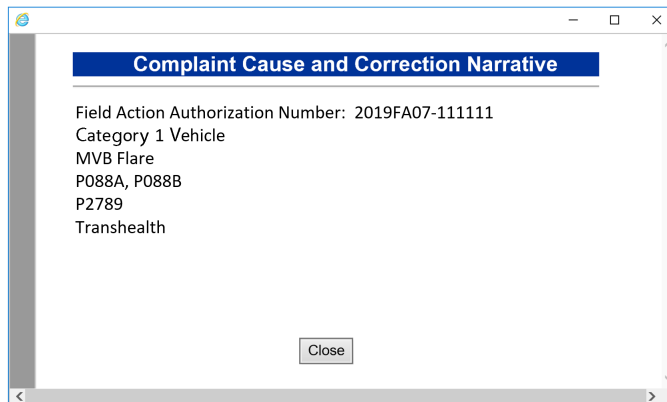 Complaint Cause and Correction Narrative
Field Action Authorization Number: 2019FA07-111111
Category 1 Vehicle
MVB Flare
P088A, P088B
P2789
Transhealth
Close